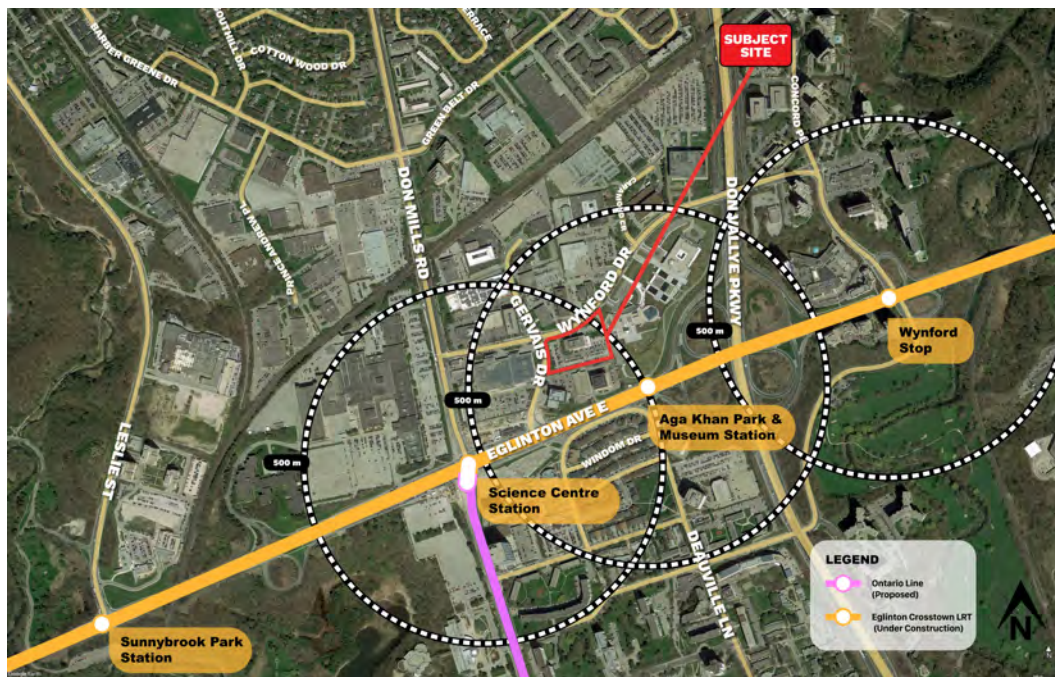 SUBJECT
SITE
BARBER GREENE DR
COTTON WOOD DR
GREEN BELT DR
CONCORD PL
PRINCE ANDREW PL
DON MILLS RD
DON VALLYE PKWY
WYNFORD DR
GERVAIS DR
500 m
Wynford
Stop
500 m
LESLIE ST
EGLINTON AVE E
Aga Khan Park &
Museum Station
WINDOM DR
500 m
Science Centre
Station
DEAUVILLE LN
Sunnybrook Park
Station
LEGEND
Ontario Line
(Proposed)
Eglinton Crosstown LRT
(Under Construction)
N